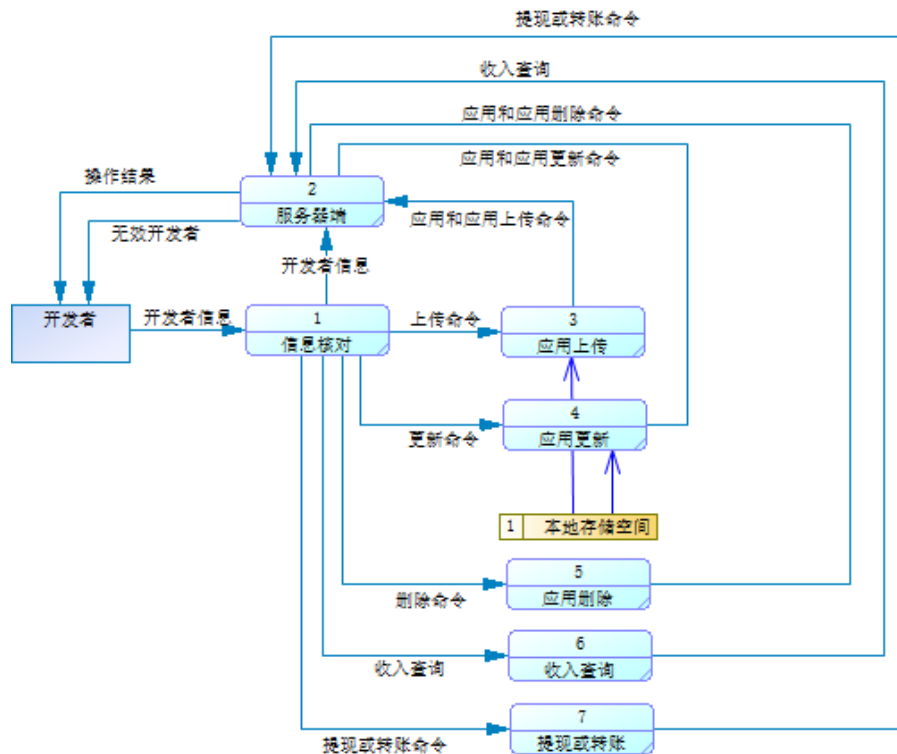 提现或转账命令
收入查询
应用和应用删除命令
应用和应用更新命令
操作结果
2
服务器端
应用和应用上传命令
无效开发者
开发者信息
开发者
开发者信息
1
信息核对
上传命令
3
应用上传
4
应用更新
更新命令
1 本地存储空间
5
应用删除
删除命令
6
收入查询
收入查询
7
提现或转账
提现或转账命令